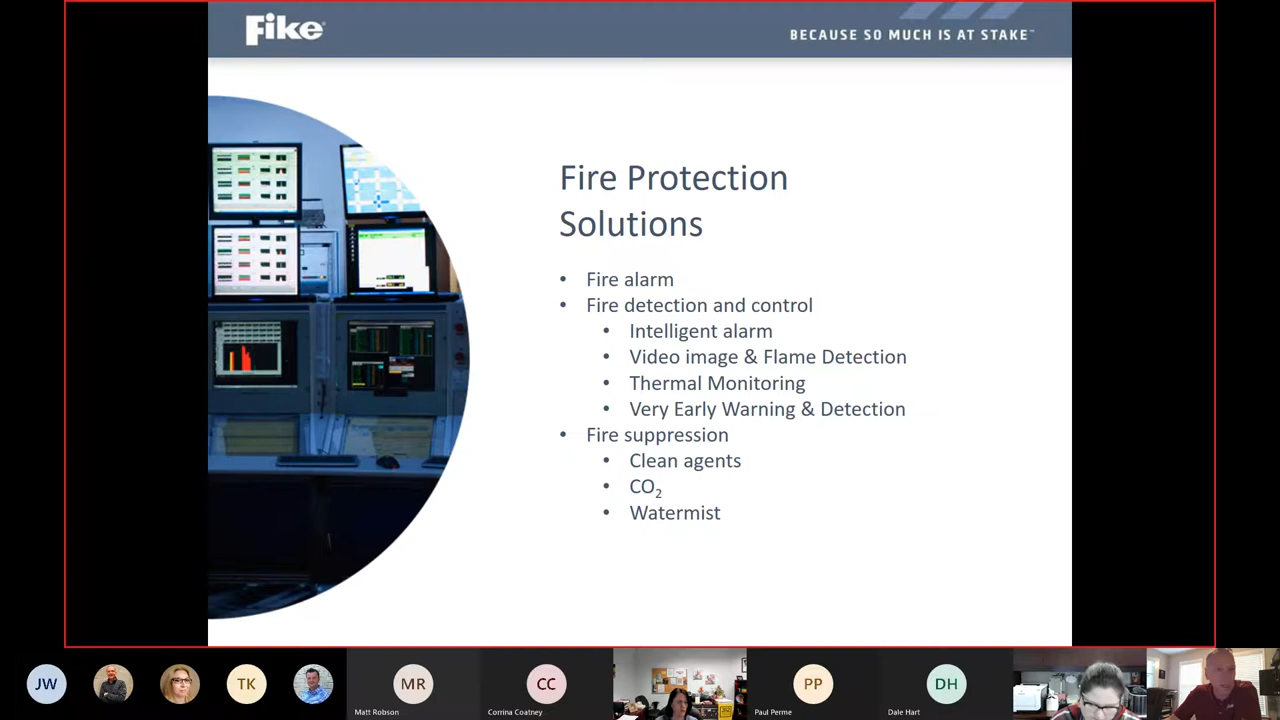 Fike
BECAUSE SO MUCH IS AT STAKE™
Fire Protection
Solutions
• Fire alarm
• Fire detection and control
• Intelligent alarm
• Video image & Flame Detection
• Thermal Monitoring
• Very Early Warning & Detection
• Fire suppression
• Clean agents
• CO₂
• Watermist
JW
TK
MR
CC
PP
DH
Matt Robson
Corrina Coatney
Paul Perme
Dale Hart